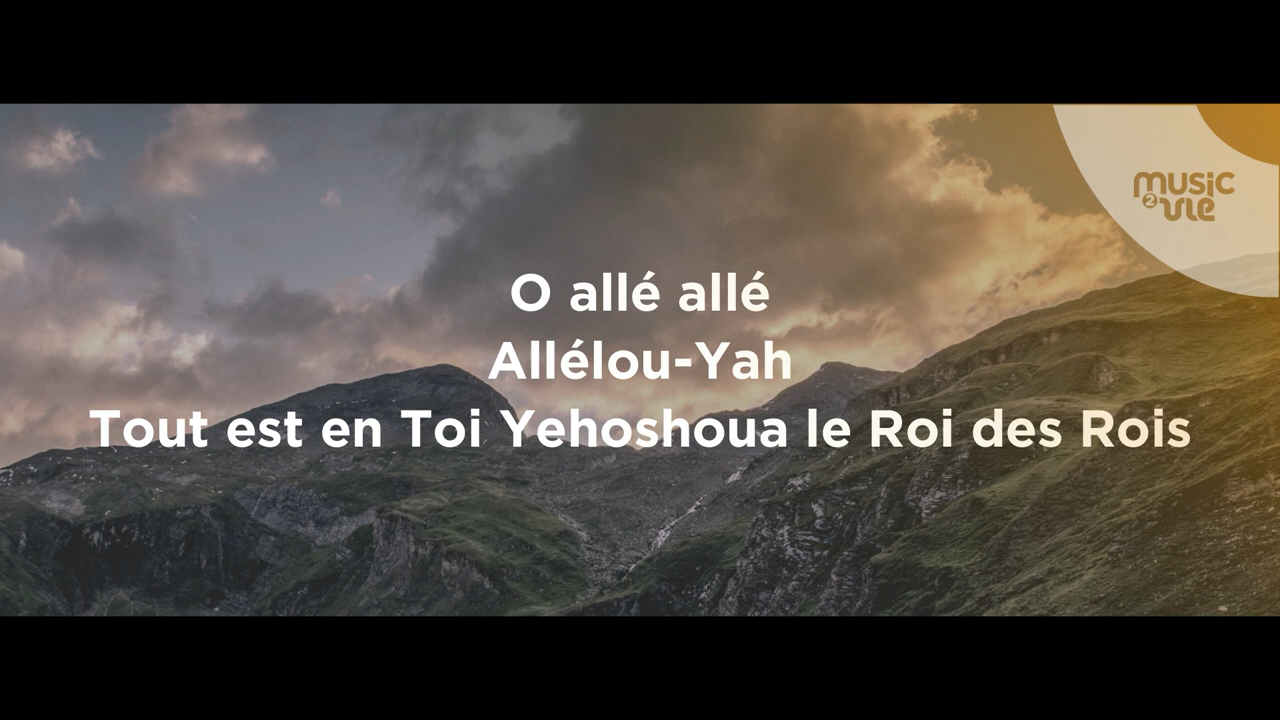 music
2 vie
O allé allé
Allélou-Yah
Tout est en Toi Yehoshoua le Roi des Rois